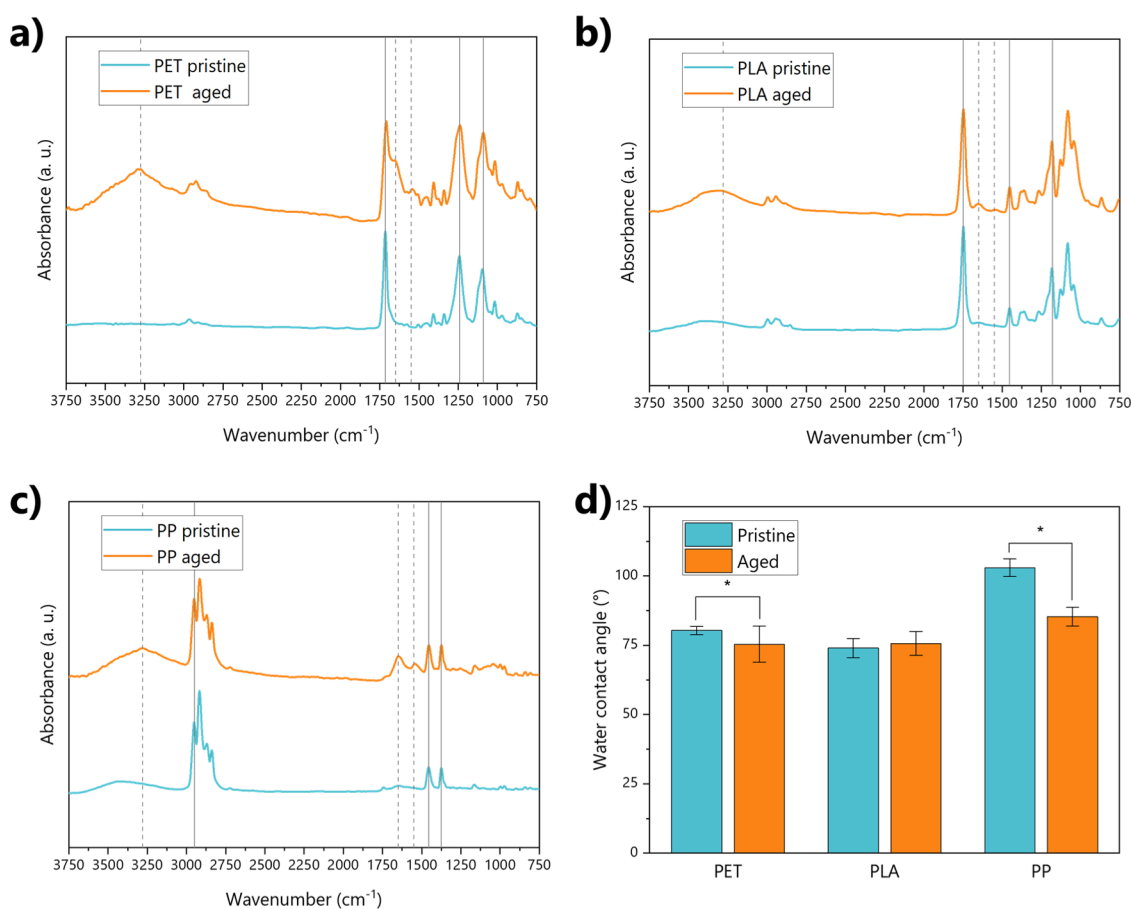 a)
PET pristine
PET aged
Absorbance (a. u.)
3750 3500 3250 3000 2750 2500 2250 2000 1750 1500 1250 1000 750
Wavenumber (cm⁻¹)
b)
PLA pristine
PLA aged
Absorbance (a. u.)
3750 3500 3250 3000 2750 2500 2250 2000 1750 1500 1250 1000 750
Wavenumber (cm⁻¹)
c)
PP pristine
PP aged
Absorbance (a. u.)
3750 3500 3250 3000 2750 2500 2250 2000 1750 1500 1250 1000 750
Wavenumber (cm⁻¹)
d)
Pristine
Aged
*
*
Water contact angle (°)
125
100
75
50
25
0
PET PLA PP